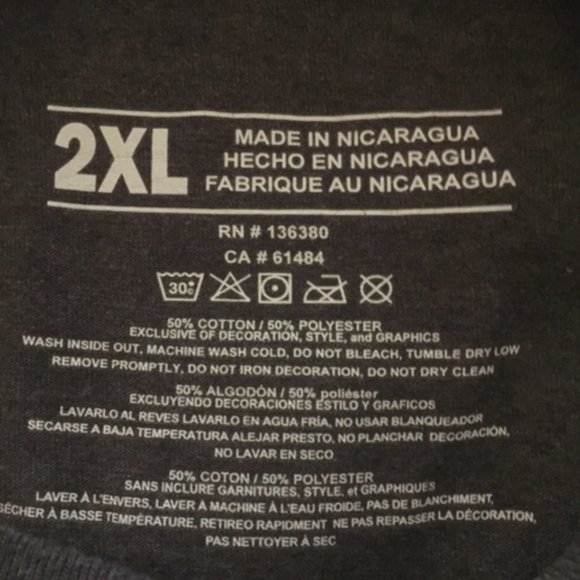 2XL
MADE IN NICARAGUA
HECHO EN NICARAGUA
FABRIQUE AU NICARAGUA
RN # 136380
CA # 61484
30c
50% COTTON / 50% POLYESTER
EXCLUSIVE OF DECORATION, STYLE, and GRAPHICS
WASH INSIDE OUT, MACHINE WASH COLD, DO NOT BLEACH, TUMBLE DRY LOW
REMOVE PROMPTLY, DO NOT IRON DECORATION, DO NOT DRY CLEAN
50% ALGODÓN / 50% poliéster
EXCLUYENDO DECORACIONES ESTILO Y GRAFICOS
LAVARLO AL REVES LAVARLO EN AGUA FRÍA, NO USAR BLANQUEADOR
SECARSE A BAJA TEMPERATURA ALEJAR PRESTO, NO PLANCHAR DECORACIÓN,
NO LAVAR EN SECO
50% COTON / 50% POLYESTER
SANS INCLURE GARNITURES, STYLE, et GRAPHIQUES
LAVER À L'ENVERS, LAVER À MACHINE À L'EAU FROIDE, PAS DE BLANCHIMENT,
SÉCHER À BASSE TEMPÉRATURE, RETIREO RAPIDMENT NE PAS REPASSER LA DÉCORATION,
PAS NETTOYER À SEC